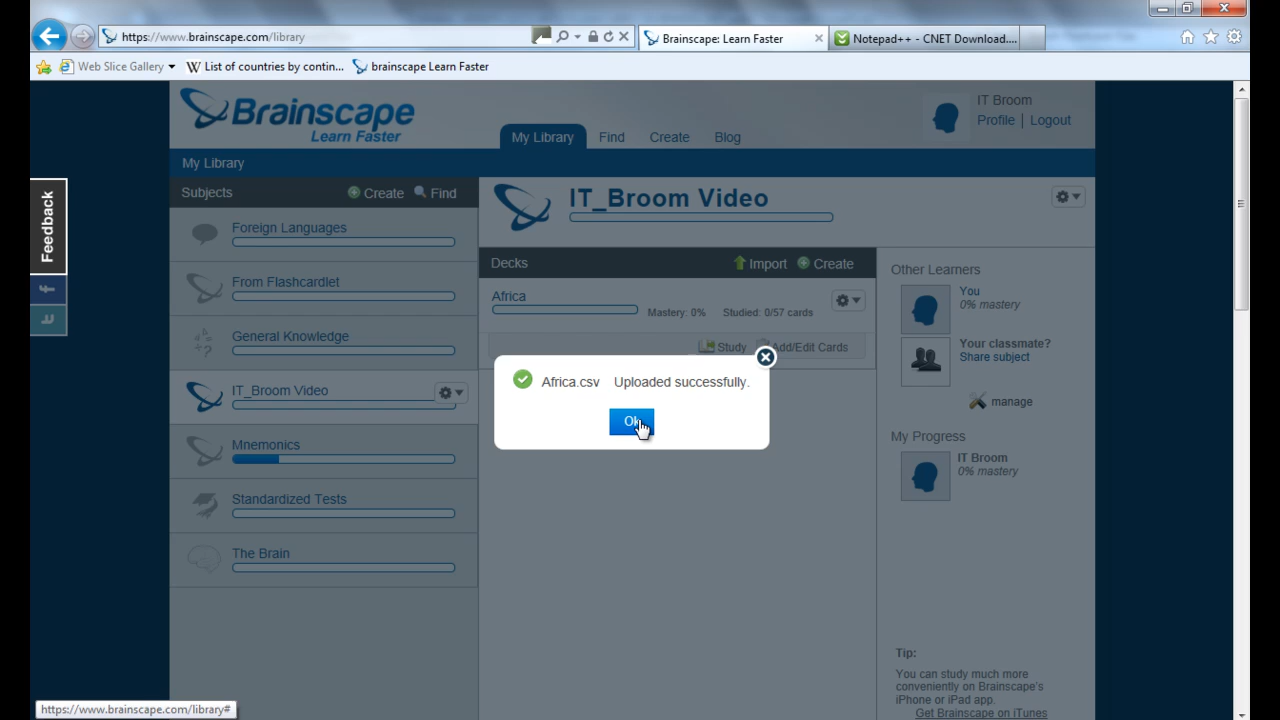 https://www.brainscape.com/library
Brainscape: Learn Faster
Notepad++ - CNET Download....
Web Slice Gallery
List of countries by contin...
brainscape Learn Faster
Brainscape
Learn Faster
My Library
Find
Create
Blog
IT Broom
Profile | Logout
My Library
Feedback
Subjects
Create
Find
Foreign Languages
From Flashcardlet
General Knowledge
IT_Broom Video
Mnemonics
Standardized Tests
The Brain
IT_Broom Video
Decks
Import
Create
Africa
Mastery: 0%
Studied: 0/57 cards
Study
Add/Edit Cards
Africa.csv Uploaded successfully.
Ok
Other Learners
You
0% mastery
Your classmate?
Share subject
manage
My Progress
IT Broom
0% mastery
Tip:
You can study much more
conveniently on Brainscape's
iPhone or iPad app.
Get Brainscape on iTunes
https://www.brainscape.com/library#